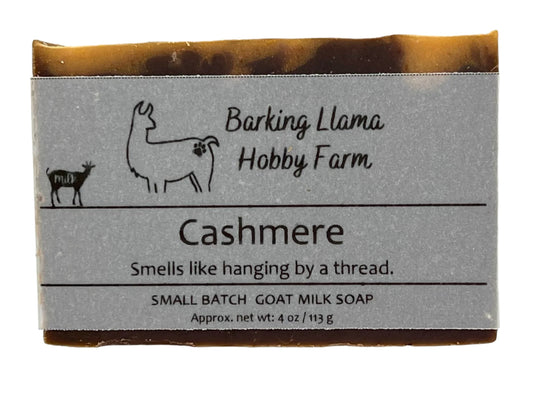 Barking Llama
Hobby Farm
milk
Cashmere
Smells like hanging by a thread.
SMALL BATCH GOAT MILK SOAP
Approx. net wt: 4 oz / 113 g